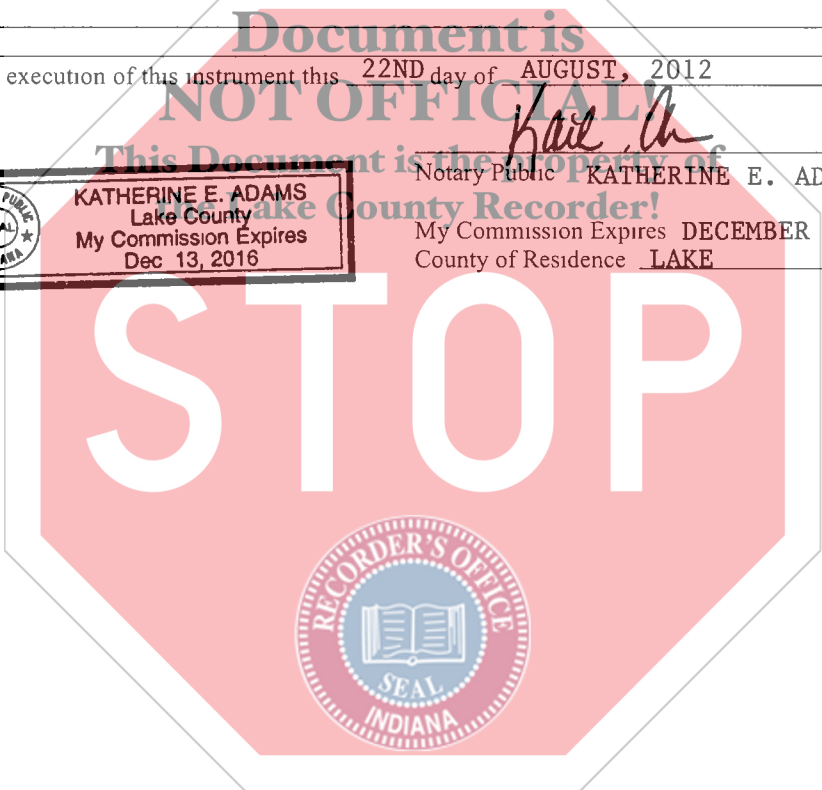 Document is
execution of this instrument this 22ND day of AUGUST, 2012
NOT OFFICIAL!
This Document is the property of
Notary Public KATHERINE E.
the Lake County Recorder!
KATHERINE E. ADAMS
Lake County
My Commission Expires
Dec 13, 2016
My Commission Expires DECEMBER
County of Residence LAKE
STOP
RECORDER'S OFFICE
SEAL
INDIANA